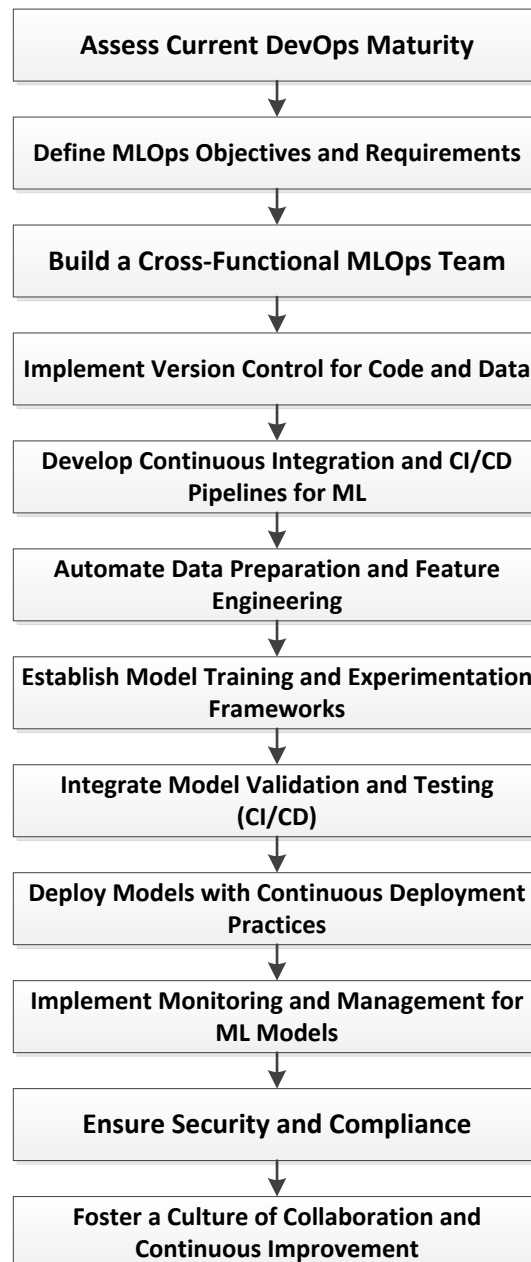 Assess Current DevOps Maturity
Define MLOps Objectives and Requirements
Build a Cross-Functional MLOps Team
Implement Version Control for Code and Data
Develop Continuous Integration and CI/CD
Pipelines for ML
Automate Data Preparation and Feature
Engineering
Establish Model Training and Experimentation
Frameworks
Integrate Model Validation and Testing
(CI/CD)
Deploy Models with Continuous Deployment
Practices
Implement Monitoring and Management for
ML Models
Ensure Security and Compliance
Foster a Culture of Collaboration and
Continuous Improvement